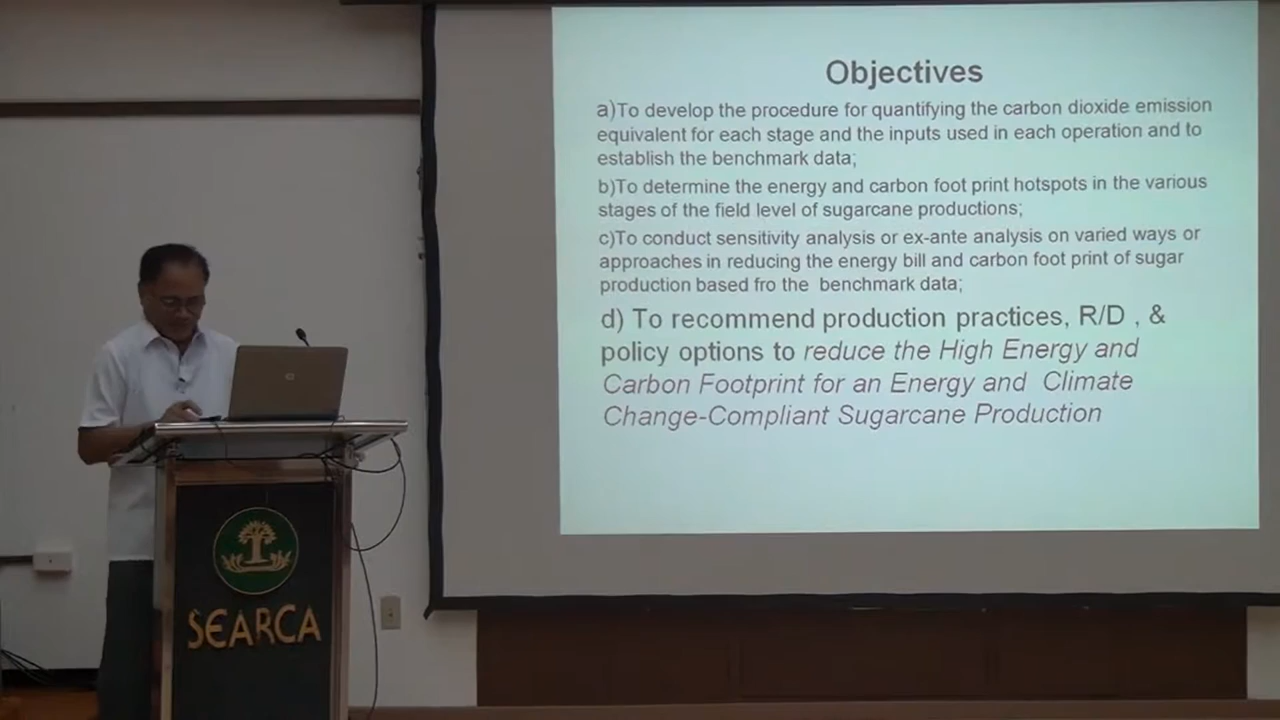 Objectives
a)To develop the procedure for quantifying the carbon dioxide emission
equivalent for each stage and the inputs used in each operation and to
establish the benchmark data;
b)To determine the energy and carbon foot print hotspots in the various
stages of the field level of sugarcane productions;
c)To conduct sensitivity analysis or ex-ante analysis on varied ways or
approaches in reducing the energy bill and carbon foot print of sugar
production based fro the benchmark data;
d) To recommend production practices, R/D , &
policy options to reduce the High Energy and
Carbon Footprint for an Energy and Climate
Change-Compliant Sugarcane Production
SEARCA